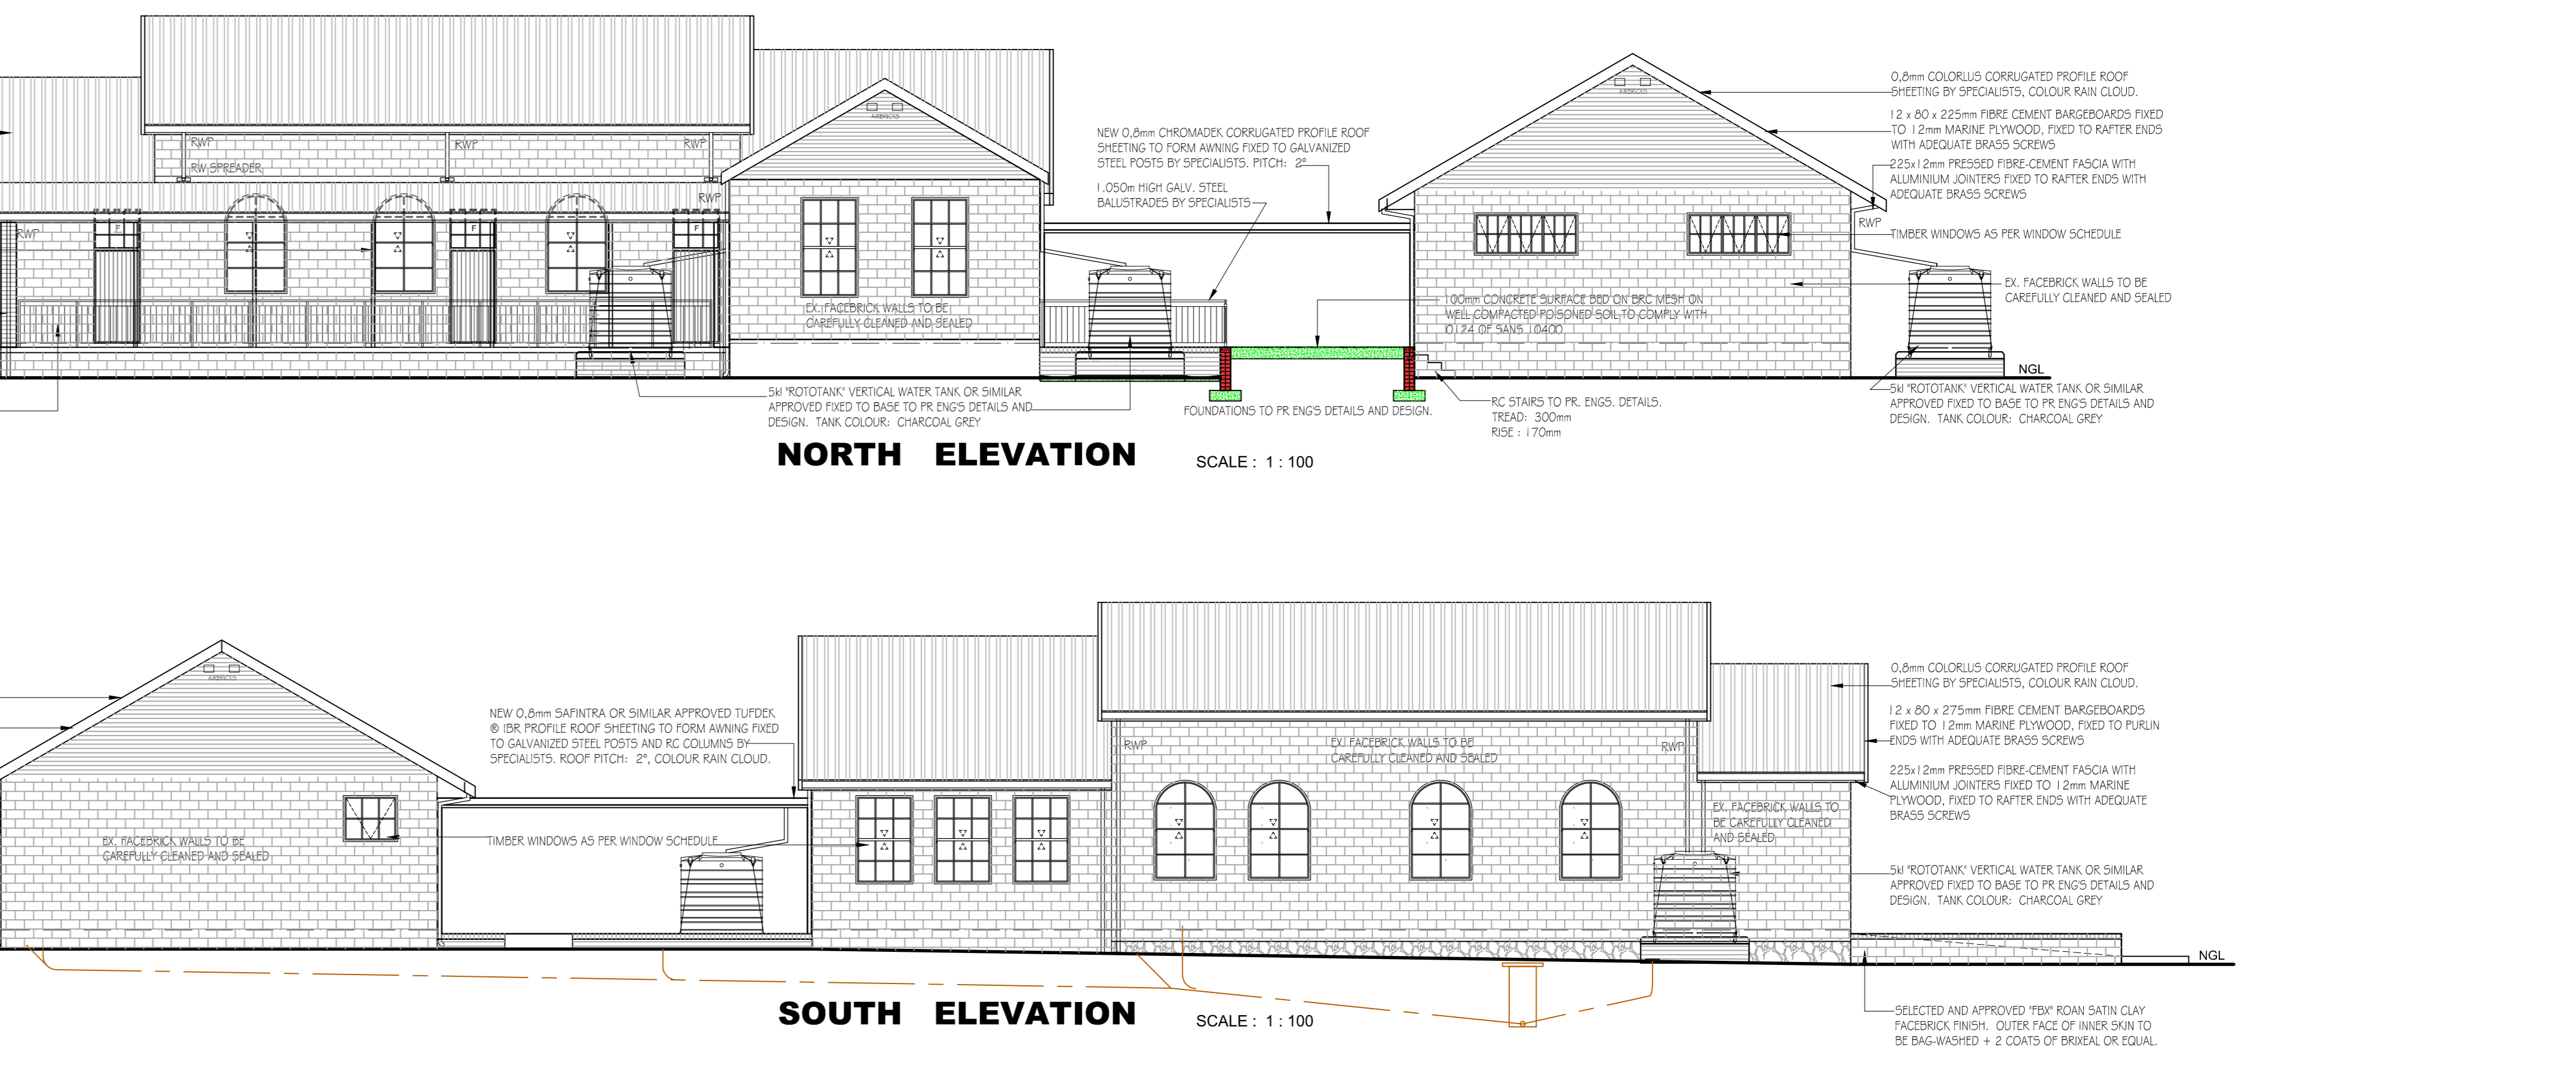 RWP
RW SPREADER
RWP
RWP
RWP
RWP
F
F
F
AIRBRICKS
EX. FACEBRICK WALLS TO BE
CAREFULLY CLEANED AND SEALED
NEW 0,8mm CHROMADEK CORRUGATED PROFILE ROOF
SHEETING TO FORM AWNING FIXED TO GALVANIZED
STEEL POSTS BY SPECIALISTS. PITCH: 2°
1.050m HIGH GALV. STEEL
BALUSTRADES BY SPECIALISTS
AIRBRICKS
100mm CONCRETE SURFACE BED ON BRC MESH ON
WELL COMPACTED POISONED SOIL TO COMPLY WITH
0124 OF SANS 10400
0,8mm COLORLUS CORRUGATED PROFILE ROOF
SHEETING BY SPECIALISTS, COLOUR RAIN CLOUD.
12 x 80 x 225mm FIBRE CEMENT BARGEBOARDS FIXED
TO 12mm MARINE PLYWOOD, FIXED TO RAFTER ENDS
WITH ADEQUATE BRASS SCREWS
225x12mm PRESSED FIBRE-CEMENT FASCIA WITH
ALUMINIUM JOINTERS FIXED TO RAFTER ENDS WITH
ADEQUATE BRASS SCREWS
RWP
TIMBER WINDOWS AS PER WINDOW SCHEDULE
EX. FACEBRICK WALLS TO BE
CAREFULLY CLEANED AND SEALED
NGL
5kl "ROTOTANK" VERTICAL WATER TANK OR SIMILAR
APPROVED FIXED TO BASE TO PR ENG'S DETAILS AND
DESIGN. TANK COLOUR: CHARCOAL GREY
FOUNDATIONS TO PR ENG'S DETAILS AND DESIGN.
RC STAIRS TO PR. ENGS. DETAILS.
TREAD: 300mm
RISE : 170mm
5kl "ROTOTANK" VERTICAL WATER TANK OR SIMILAR
APPROVED FIXED TO BASE TO PR ENG'S DETAILS AND
DESIGN. TANK COLOUR: CHARCOAL GREY
NORTH ELEVATION
SCALE : 1 : 100
AIRBRICKS
EX. FACEBRICK WALLS TO BE
CAREFULLY CLEANED AND SEALED
NEW 0,8mm SAFINTRA OR SIMILAR APPROVED TUFDEK
® IBR PROFILE ROOF SHEETING TO FORM AWNING FIXED
TO GALVANIZED STEEL POSTS AND RC COLUMNS BY
SPECIALISTS. ROOF PITCH: 2°, COLOUR RAIN CLOUD.
TIMBER WINDOWS AS PER WINDOW SCHEDULE
RWP
EX. FACEBRICK WALLS TO BE
CAREFULLY CLEANED AND SEALED
RWP
EX. FACEBRICK WALLS TO
BE CAREFULLY CLEANED
AND SEALED
0,8mm COLORLUS CORRUGATED PROFILE ROOF
SHEETING BY SPECIALISTS, COLOUR RAIN CLOUD.
12 x 80 x 275mm FIBRE CEMENT BARGEBOARDS
FIXED TO 12mm MARINE PLYWOOD, FIXED TO PURLIN
ENDS WITH ADEQUATE BRASS SCREWS
225x12mm PRESSED FIBRE-CEMENT FASCIA WITH
ALUMINIUM JOINTERS FIXED TO 12mm MARINE
PLYWOOD, FIXED TO RAFTER ENDS WITH ADEQUATE
BRASS SCREWS
5kl "ROTOTANK" VERTICAL WATER TANK OR SIMILAR
APPROVED FIXED TO BASE TO PR ENG'S DETAILS AND
DESIGN. TANK COLOUR: CHARCOAL GREY
NGL
SELECTED AND APPROVED "FBX" ROAN SATIN CLAY
FACEBRICK FINISH. OUTER FACE OF INNER SKIN TO
BE BAG-WASHED + 2 COATS OF BRIXEAL OR EQUAL.
SOUTH ELEVATION
SCALE : 1 : 100